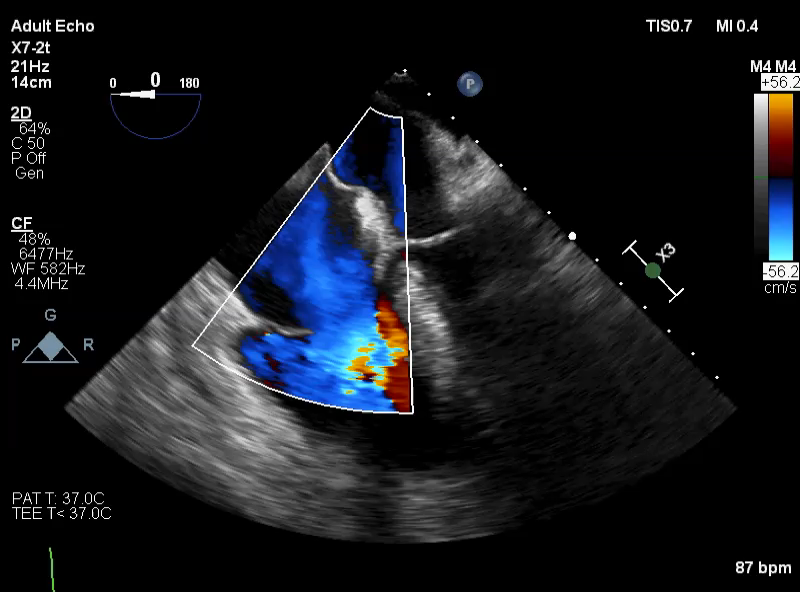 Adult Echo
X7-2t
21Hz
14cm
TIS0.7 MI 0.4
M4 M4
+56.2
-56.2
cm/s
0 0 180
P
2D
64%
C 50
P Off
Gen
CF
48%
6477Hz
WF 582Hz
4.4MHz
G
P R
X3
PAT T: 37.0C
TEE T< 37.0C
87 bpm